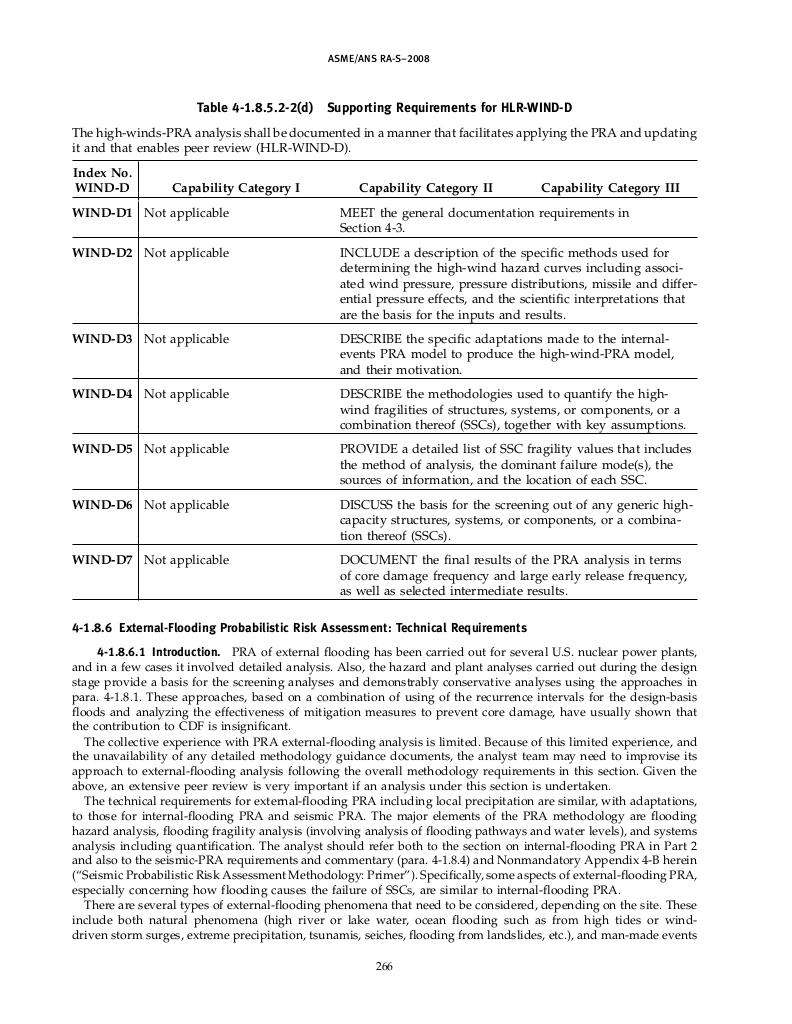 ASME/ANS RA-S–2008
Table 4-1.8.5.2-2(d) Supporting Requirements for HLR-WIND-D
The high-winds-PRA analysis shall be documented in a manner that facilitates applying the PRA and updating
it and that enables peer review (HLR-WIND-D).
Index No.
WIND-D Capability Category I Capability Category II Capability Category III
WIND-D1 Not applicable MEET the general documentation requirements in
Section 4-3.
WIND-D2 Not applicable INCLUDE a description of the specific methods used for
determining the high-wind hazard curves including associ-
ated wind pressure, pressure distributions, missile and differ-
ential pressure effects, and the scientific interpretations that
are the basis for the inputs and results.
WIND-D3 Not applicable DESCRIBE the specific adaptations made to the internal-
events PRA model to produce the high-wind-PRA model,
and their motivation.
WIND-D4 Not applicable DESCRIBE the methodologies used to quantify the high-
wind fragilities of structures, systems, or components, or a
combination thereof (SSCs), together with key assumptions.
WIND-D5 Not applicable PROVIDE a detailed list of SSC fragility values that includes
the method of analysis, the dominant failure mode(s), the
sources of information, and the location of each SSC.
WIND-D6 Not applicable DISCUSS the basis for the screening out of any generic high-
capacity structures, systems, or components, or a combina-
tion thereof (SSCs).
WIND-D7 Not applicable DOCUMENT the final results of the PRA analysis in terms
of core damage frequency and large early release frequency,
as well as selected intermediate results.
4-1.8.6 External-Flooding Probabilistic Risk Assessment: Technical Requirements
4-1.8.6.1 Introduction. PRA of external flooding has been carried out for several U.S. nuclear power plants,
and in a few cases it involved detailed analysis. Also, the hazard and plant analyses carried out during the design
stage provide a basis for the screening analyses and demonstrably conservative analyses using the approaches in
para. 4-1.8.1. These approaches, based on a combination of using of the recurrence intervals for the design-basis
floods and analyzing the effectiveness of mitigation measures to prevent core damage, have usually shown that
the contribution to CDF is insignificant.
The collective experience with PRA external-flooding analysis is limited. Because of this limited experience, and
the unavailability of any detailed methodology guidance documents, the analyst team may need to improvise its
approach to external-flooding analysis following the overall methodology requirements in this section. Given the
above, an extensive peer review is very important if an analysis under this section is undertaken.
The technical requirements for external-flooding PRA including local precipitation are similar, with adaptations,
to those for internal-flooding PRA and seismic PRA. The major elements of the PRA methodology are flooding
hazard analysis, flooding fragility analysis (involving analysis of flooding pathways and water levels), and systems
analysis including quantification. The analyst should refer both to the section on internal-flooding PRA in Part 2
and also to the seismic-PRA requirements and commentary (para. 4-1.8.4) and Nonmandatory Appendix 4-B herein
(“Seismic Probabilistic Risk Assessment Methodology: Primer”). Specifically, some aspects of external-flooding PRA,
especially concerning how flooding causes the failure of SSCs, are similar to internal-flooding PRA.
There are several types of external-flooding phenomena that need to be considered, depending on the site. These
include both natural phenomena (high river or lake water, ocean flooding such as from high tides or wind-
driven storm surges, extreme precipitation, tsunamis, seiches, flooding from landslides, etc.), and man-made events
266